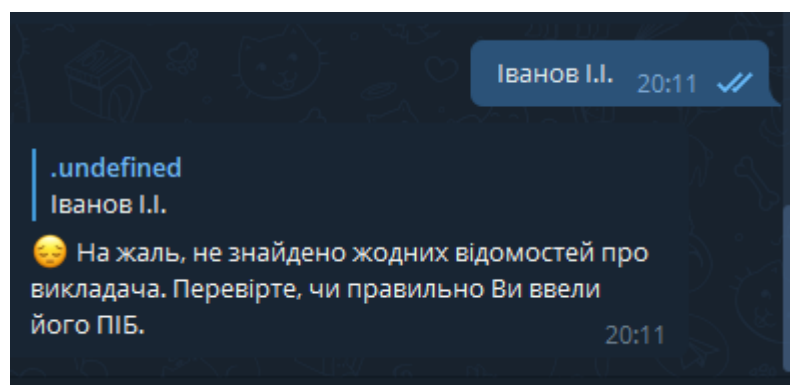 Іванов І.І. 20:11
.undefined
Іванов І.І.
😔 На жаль, не знайдено жодних відомостей про
викладача. Перевірте, чи правильно Ви ввели
його ПІБ. 20:11